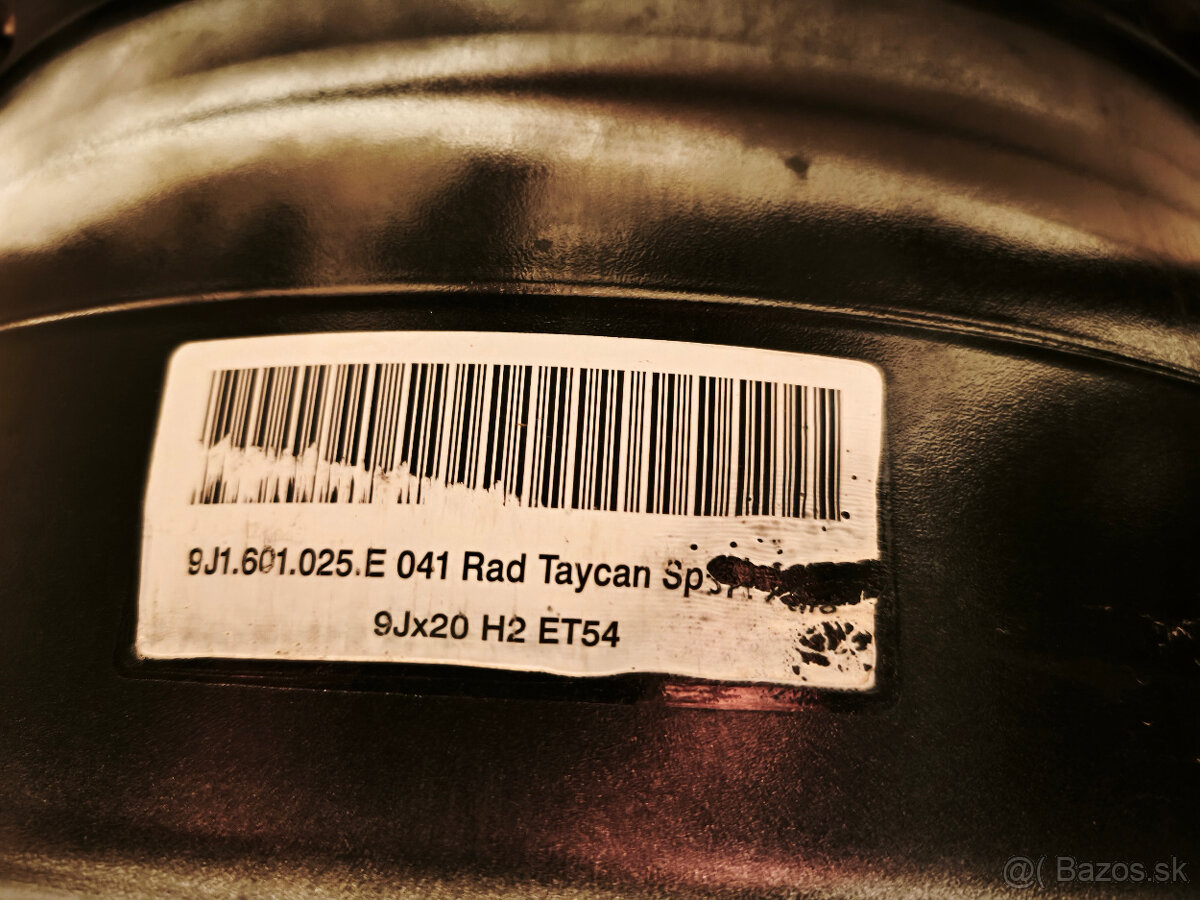 9J1.601.025.E 041 Rad Taycan
9Jx20 H2 ET54
@( Bazos.sk